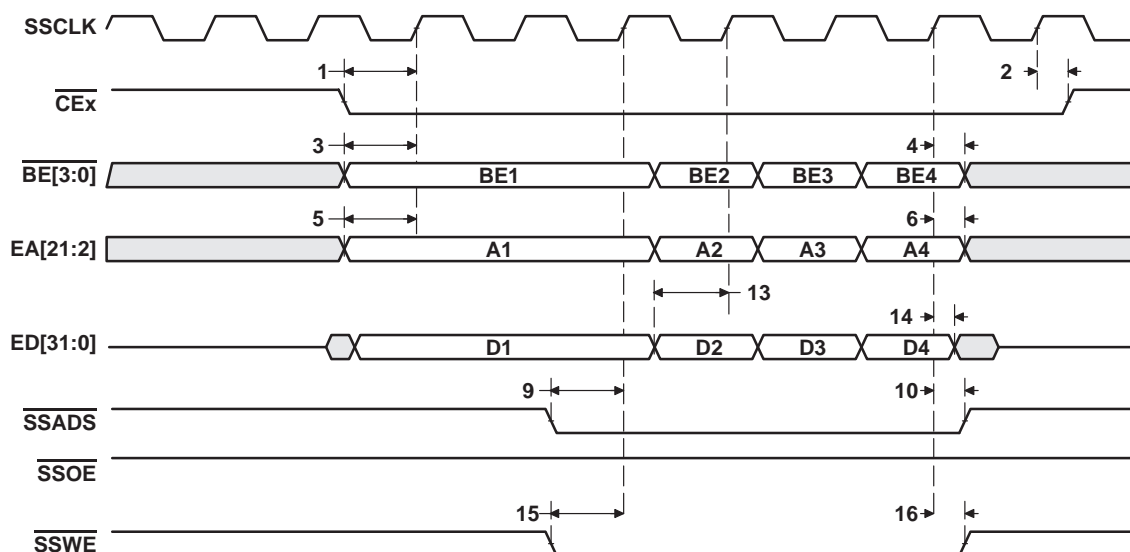 SSCLK
1
2
CEx
3
4
BE[3:0]
BE1
BE2
BE3
BE4
5
6
EA[21:2]
A1
A2
A3
A4
13
14
ED[31:0]
D1
D2
D3
D4
9
10
SSADS
SSOE
15
16
SSWE